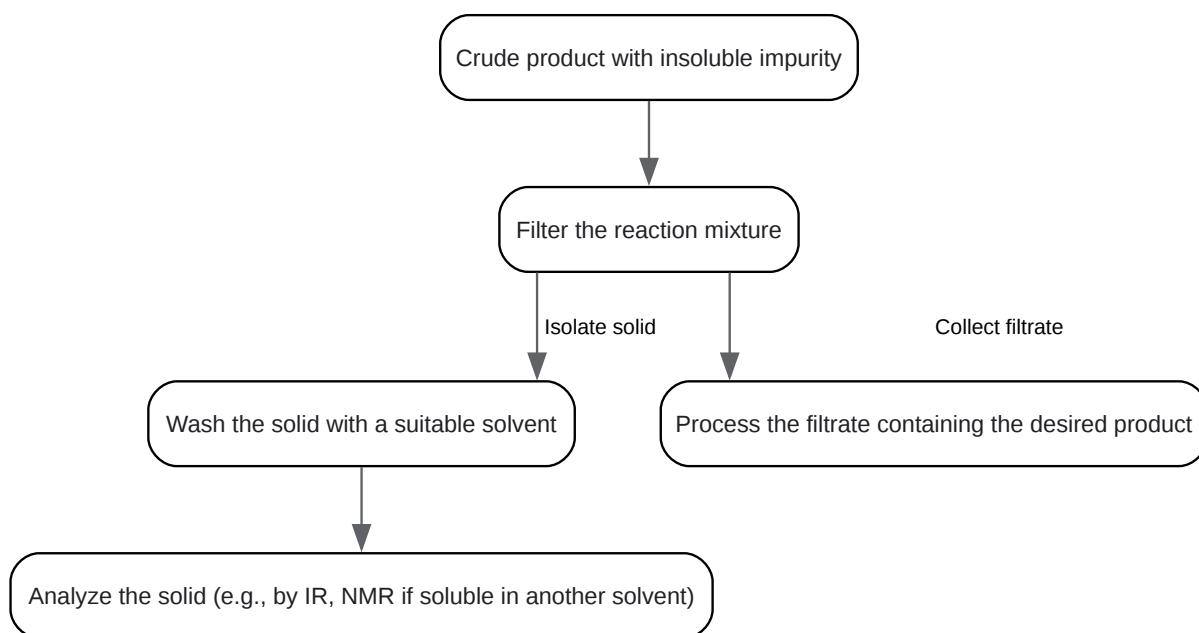 Crude product with insoluble impurity
Filter the reaction mixture
Isolate solid
Collect filtrate
Wash the solid with a suitable solvent
Process the filtrate containing the desired product
Analyze the solid (e.g., by IR, NMR if soluble in another solvent)